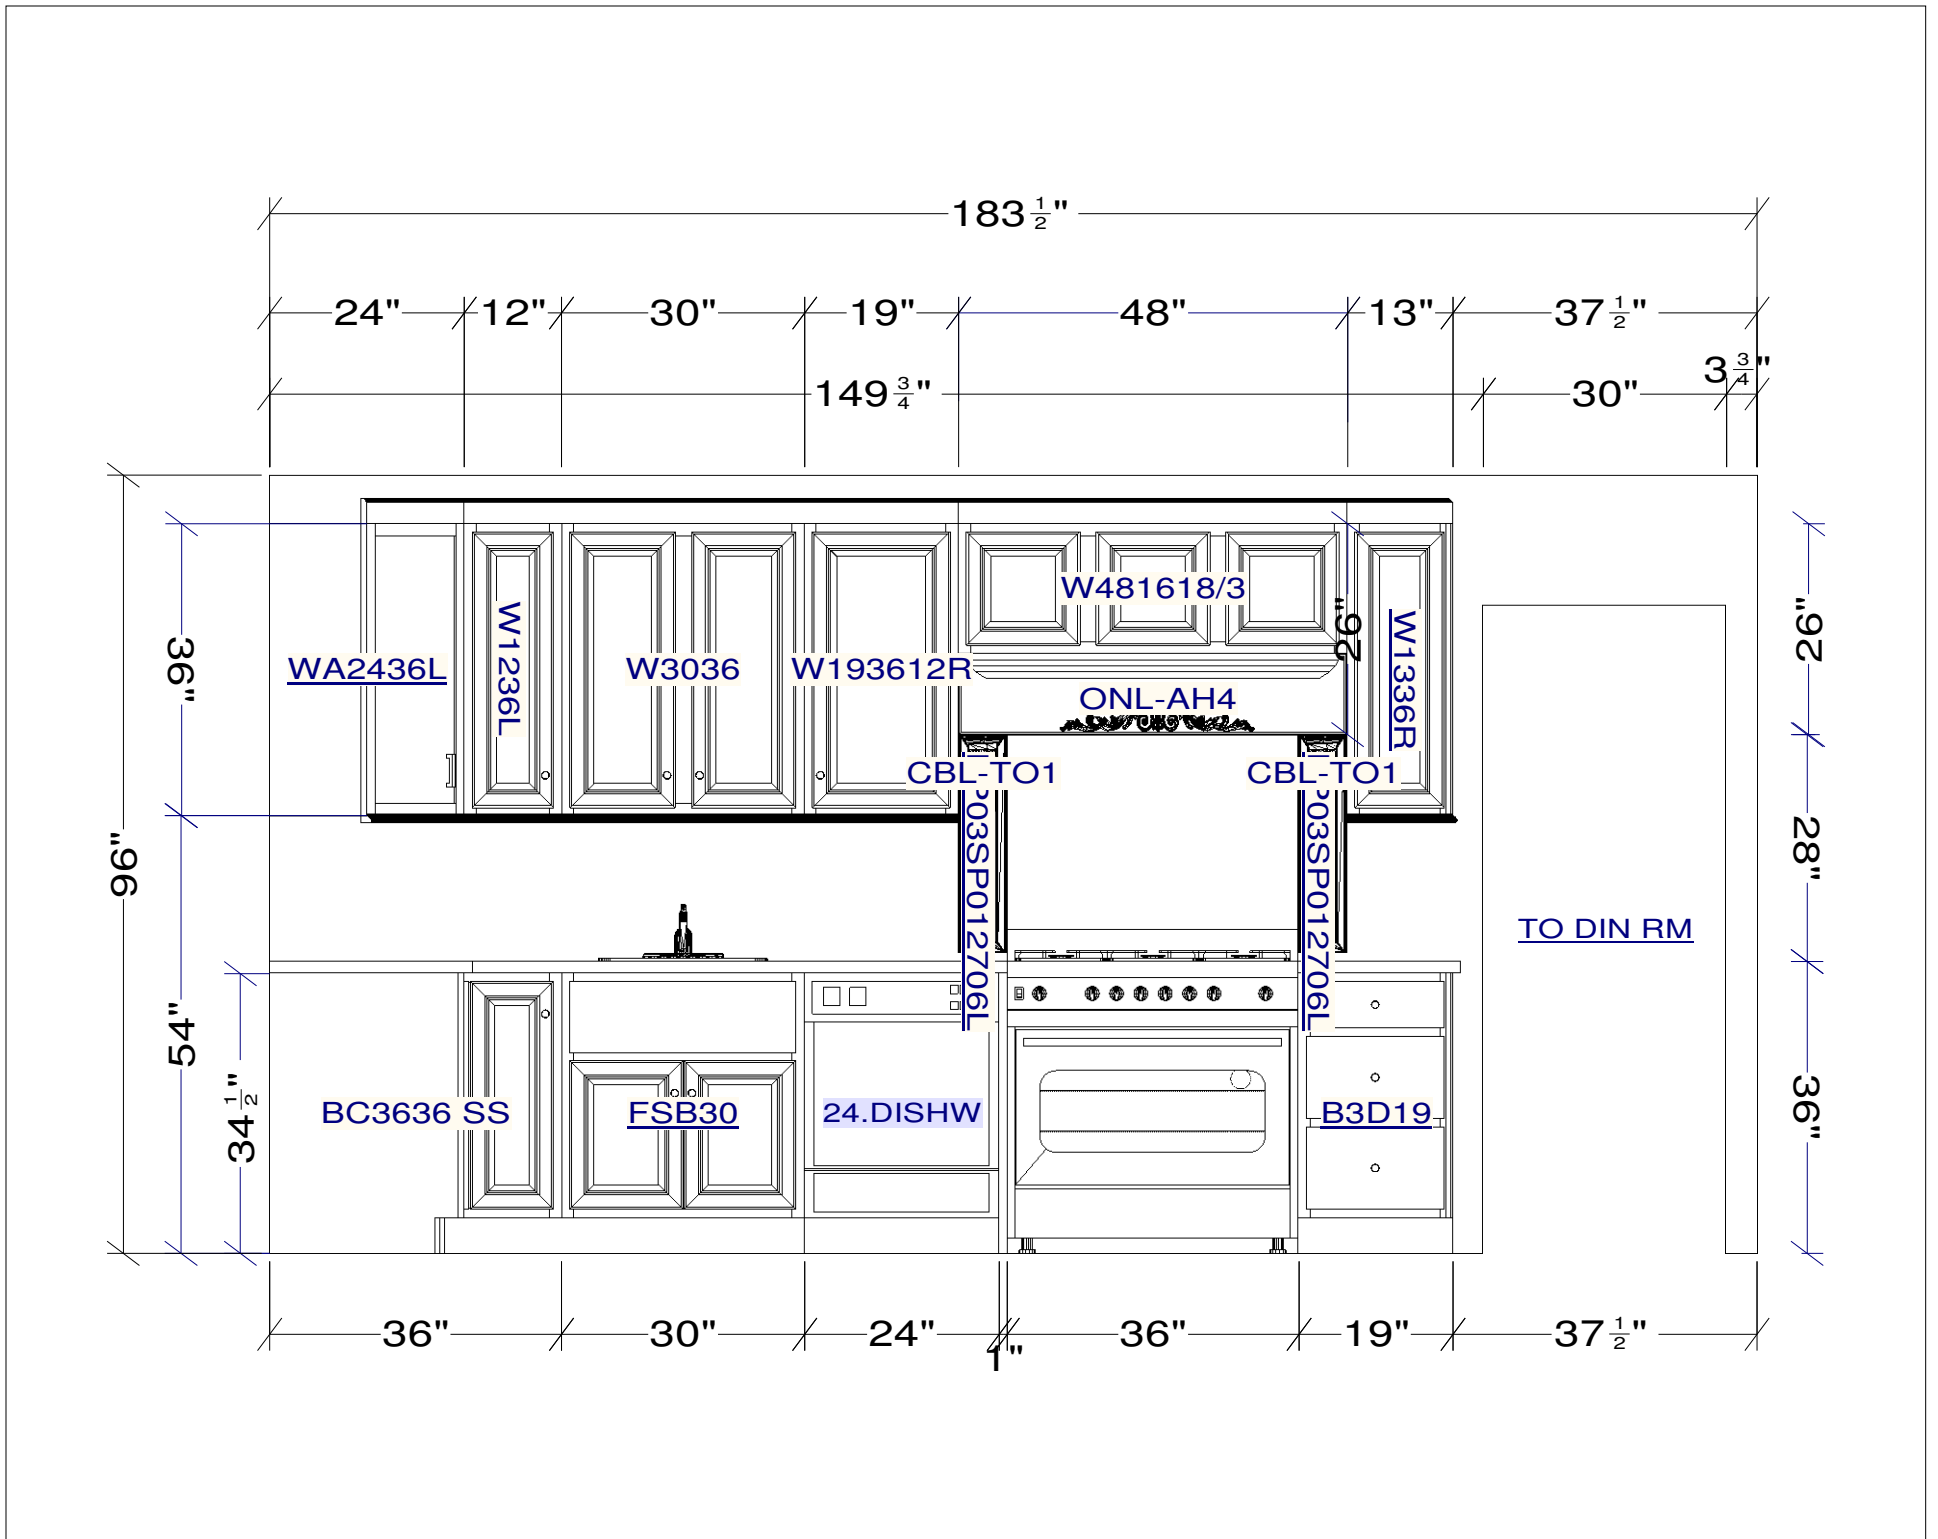 183 1/2"
24" 12" 30" 19" 48" 13" 37 1/2"
149 3/4" 30" 3 3/4"
96"
36"
54"
34 1/2"
WA2436L
W1236L
W3036
W193612R
W481618/3
ONL-AH4
26"
W1336R
CBL-TO1
CBL-TO1
P03SP012706L
P03SP012706L
26"
28"
36"
TO DIN RM
BC3636 SS
FSB30
24.DISHW
B3D19
36" 30" 24" 1" 36" 19" 37 1/2"